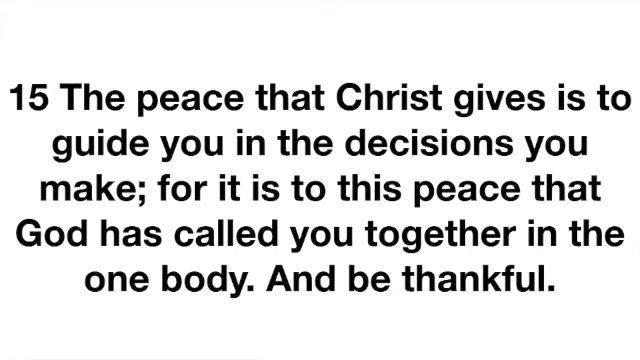 15 The peace that Christ gives is to
guide you in the decisions you
make; for it is to this peace that
God has called you together in the
one body. And be thankful.